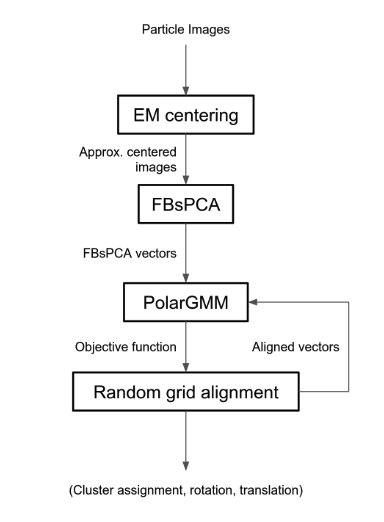 Particle Images
EM centering
Approx. centered
images
FBsPCA
FBsPCA vectors
PolarGMM
Objective function
Aligned vectors
Random grid alignment
(Cluster assignment, rotation, translation)